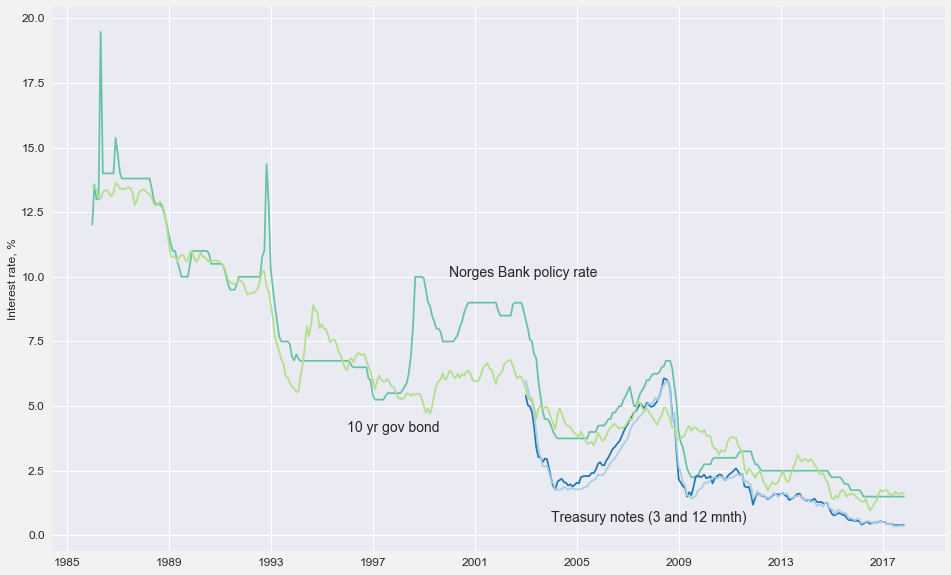 20.0
17.5
15.0
12.5
10.0
7.5
5.0
2.5
0.0
Interest rate, %
Norges Bank policy rate
10 yr gov bond
Treasury notes (3 and 12 mnth)
1985 1989 1993 1997 2001 2005 2009 2013 2017